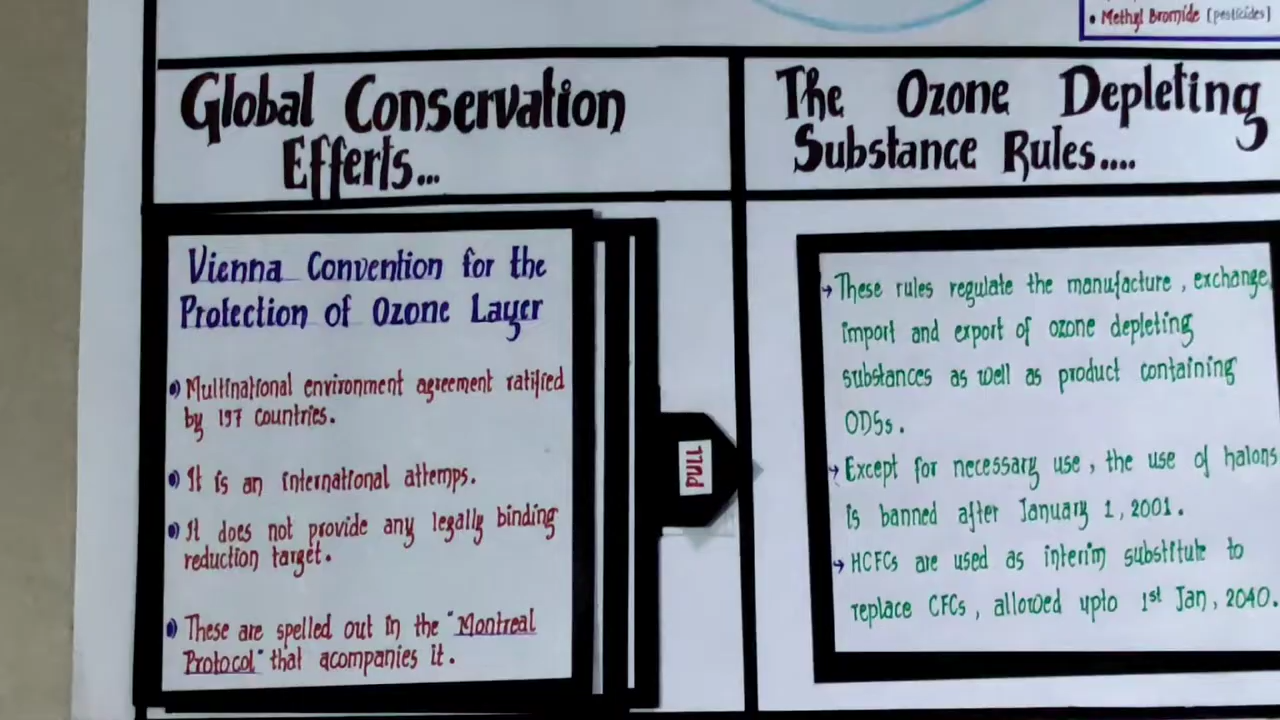 • Methyl Bromide [pesticides]
Global Conservation
Efferts...
The Ozone Depleting
Substance Rules....
Vienna Convention for the
Protection of Ozone Layer
Multinational environment agreement ratified
by 197 countries.
It is an international attemps.
It does not provide any legally binding
reduction target.
These are spelled out in the "Montreal
Protocol" that acompanies it.
PULL
→ These rules regulate the manufacture, exchange,
import and export of ozone depleting
substances as well as product containing
ODSs.
→ Except for necessary use, the use of halons
is banned after January 1, 2001.
→ HCFCs are used as interim substitute to
replace CFCs, allowed upto 1st Jan, 2040.